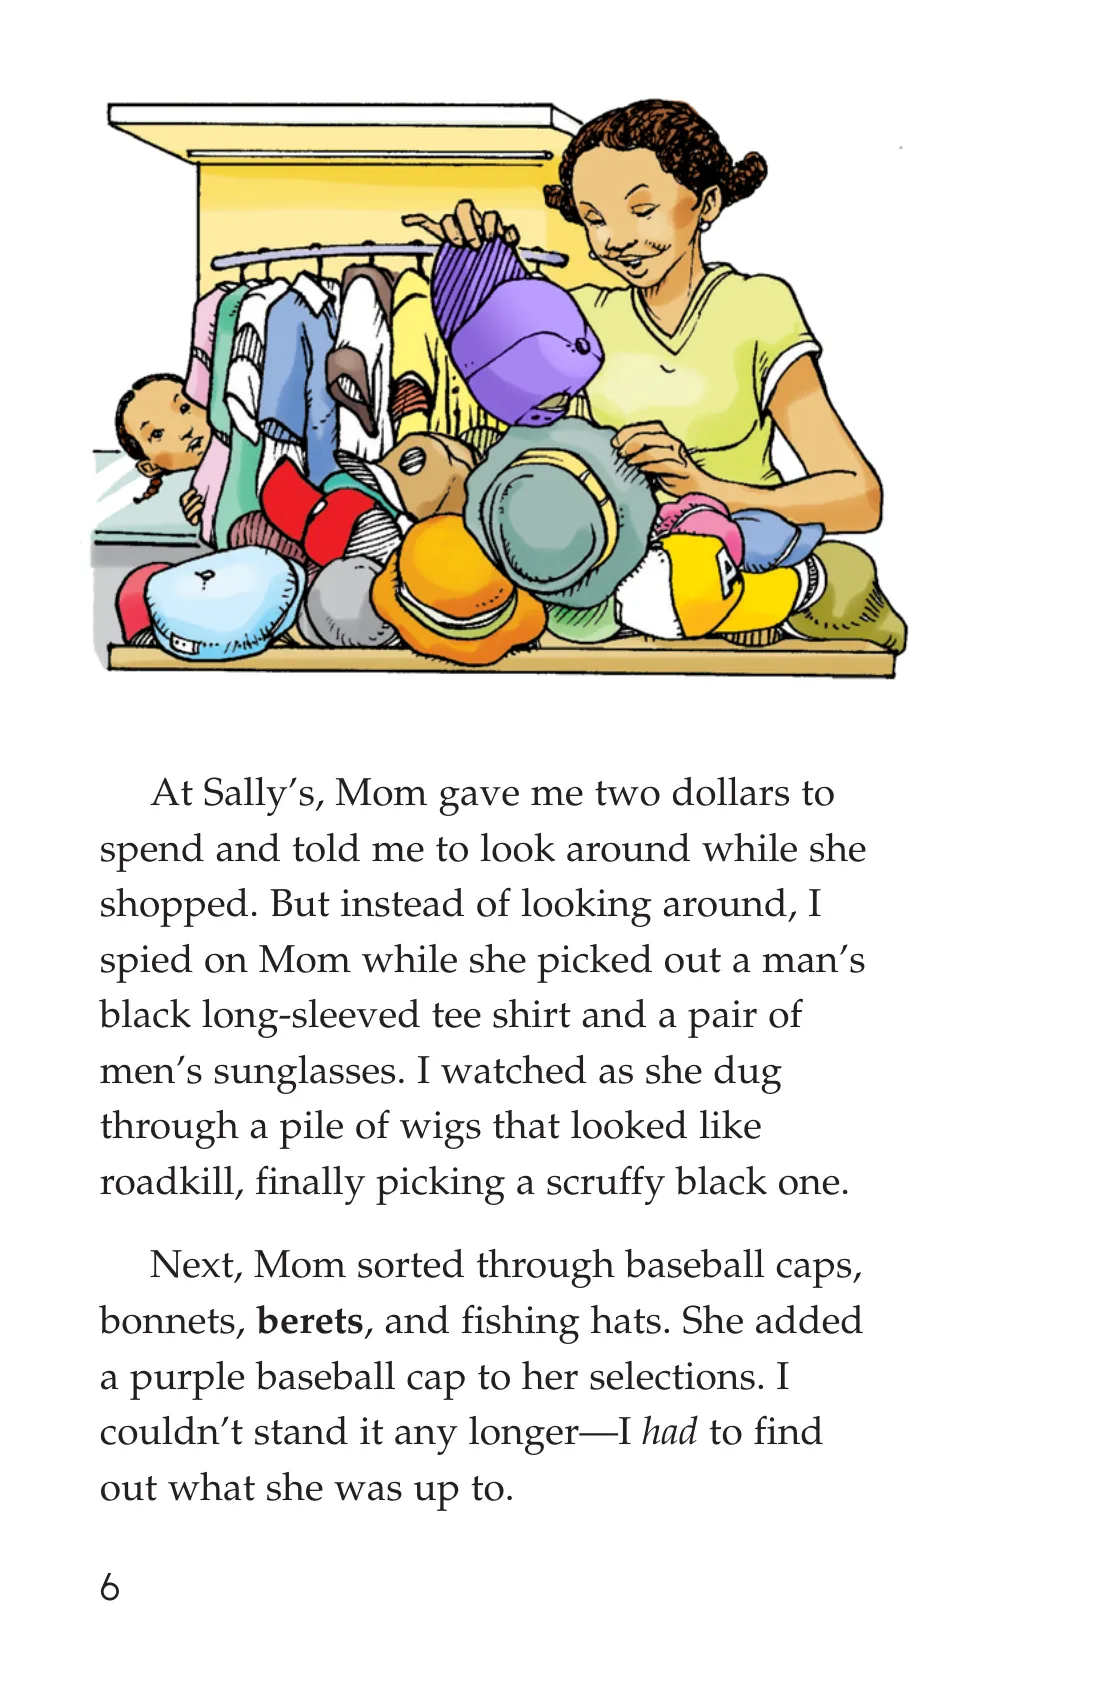 At Sally’s, Mom gave me two dollars to
spend and told me to look around while she
shopped. But instead of looking around, I
spied on Mom while she picked out a man’s
black long-sleeved tee shirt and a pair of
men’s sunglasses. I watched as she dug
through a pile of wigs that looked like
roadkill, finally picking a scruffy black one.
Next, Mom sorted through baseball caps,
bonnets, berets, and fishing hats. She added
a purple baseball cap to her selections. I
couldn’t stand it any longer—I had to find
out what she was up to.
6